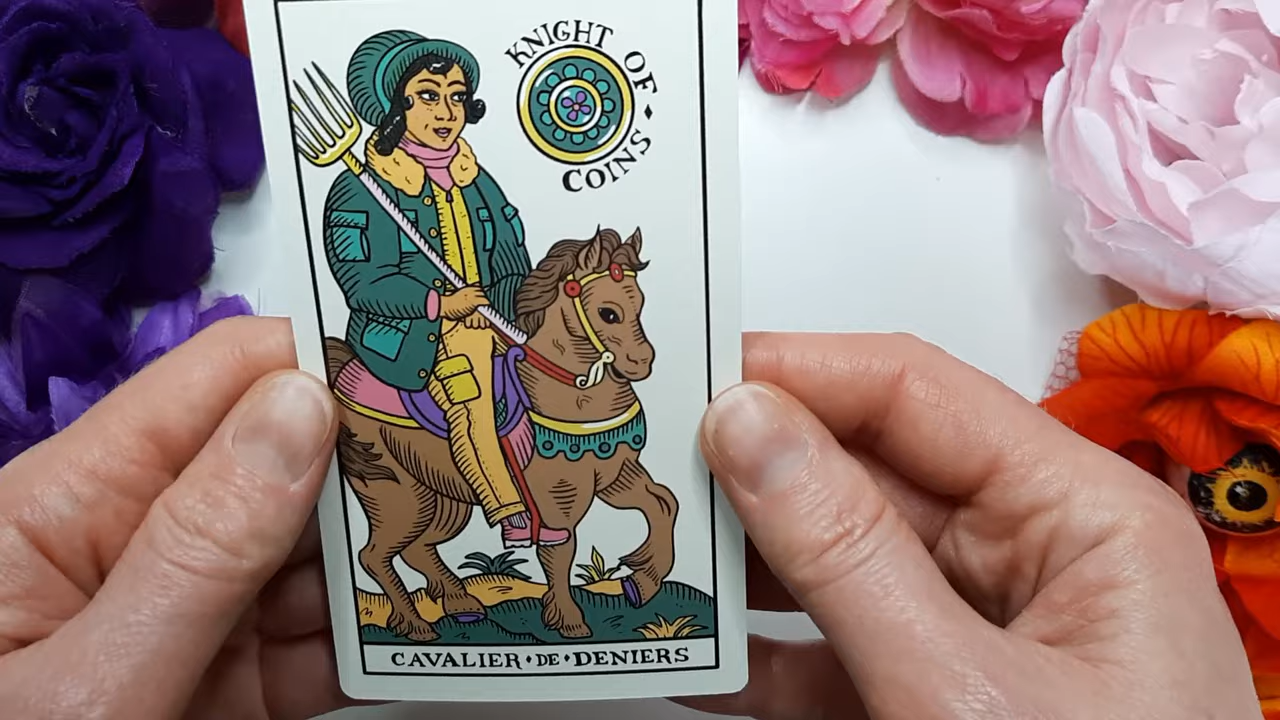 KNIGHT OF • COINS
CAVALIER • DE • DENIERS